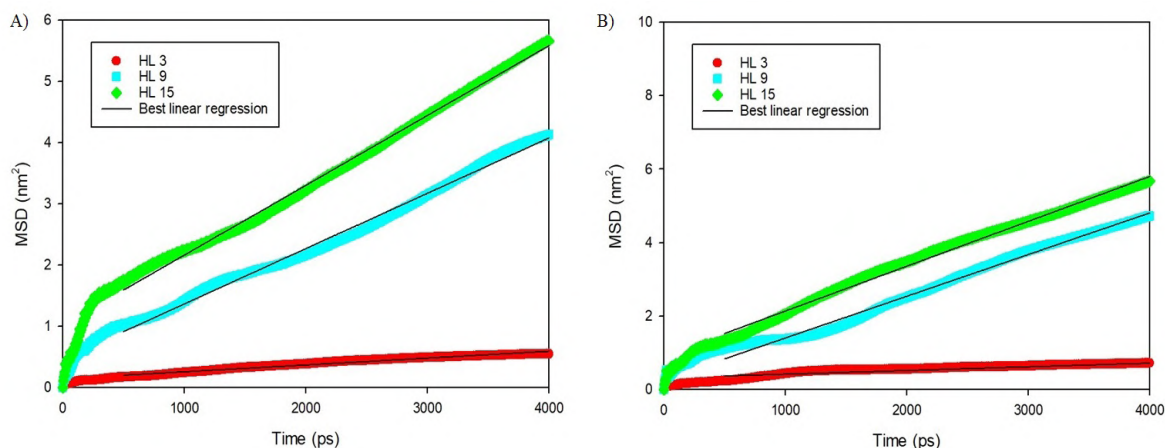 A)
6
5
4
3
2
1
0
MSD (nm²)
HL 3
HL 9
HL 15
Best linear regression
0 1000 2000 3000 4000
Time (ps)
B)
10
8
6
4
2
0
MSD (nm²)
HL 3
HL 9
HL 15
Best linear regression
0 1000 2000 3000 4000
Time (ps)